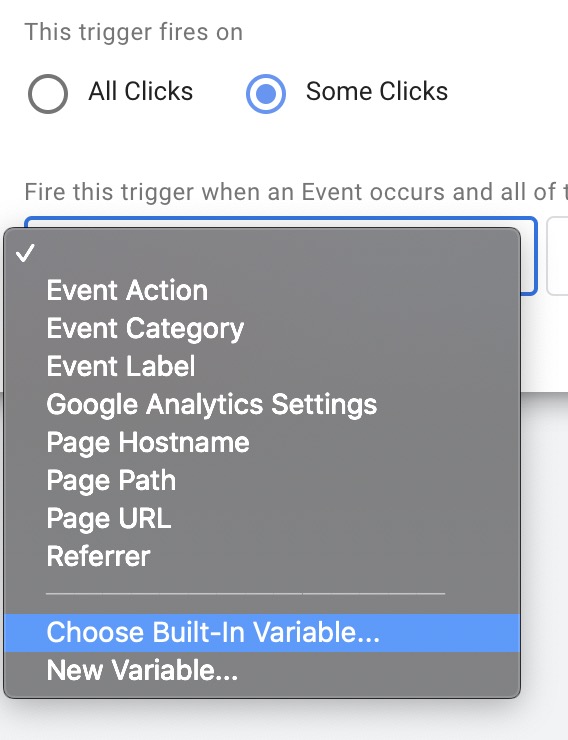 This trigger fires on
All Clicks Some Clicks
Fire this trigger when an Event occurs and all of
Event Action
Event Category
Event Label
Google Analytics Settings
Page Hostname
Page Path
Page URL
Referrer
Choose Built-In Variable...
New Variable...